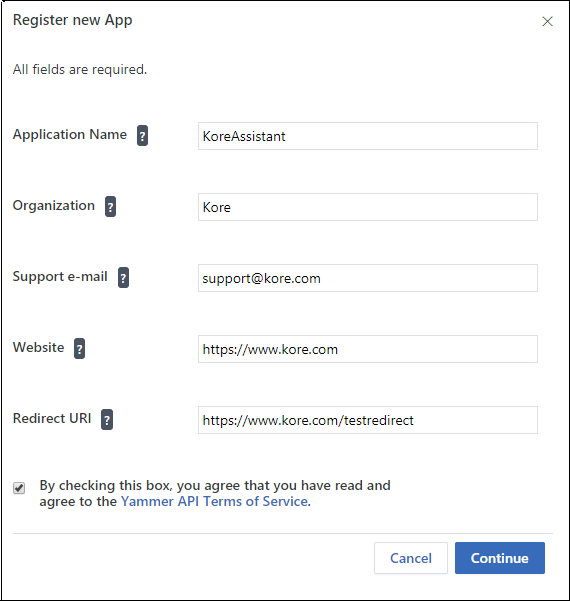 Register new App
All fields are required.
Application Name ?
KoreAssistant
Organization ?
Kore
Support e-mail ?
support@kore.com
Website ?
https://www.kore.com
Redirect URI ?
https://www.kore.com/testredirect
By checking this box, you agree that you have read and
agree to the Yammer API Terms of Service.
Cancel
Continue